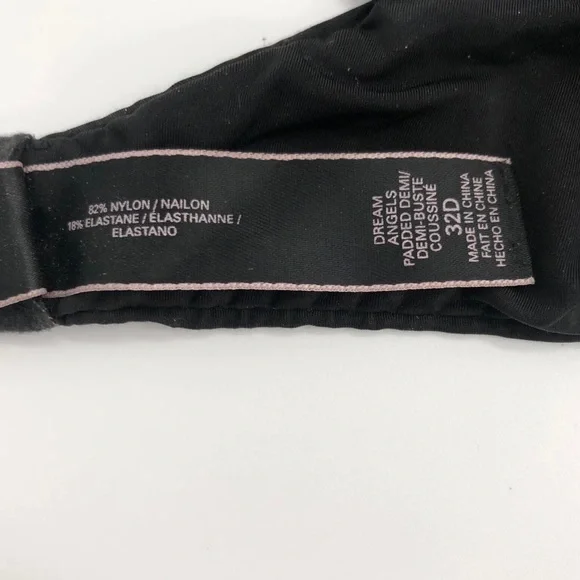 82% NYLON / NAILON
18% ELASTANE / ÉLASTHANNE /
ELASTANO
DREAM
ANGELS
PADDED DEMI/
DEMI-BUSTE
COUSSINÉ
32D
MADE IN CHINA
FAIT EN CHINE
HECHO EN CHINA